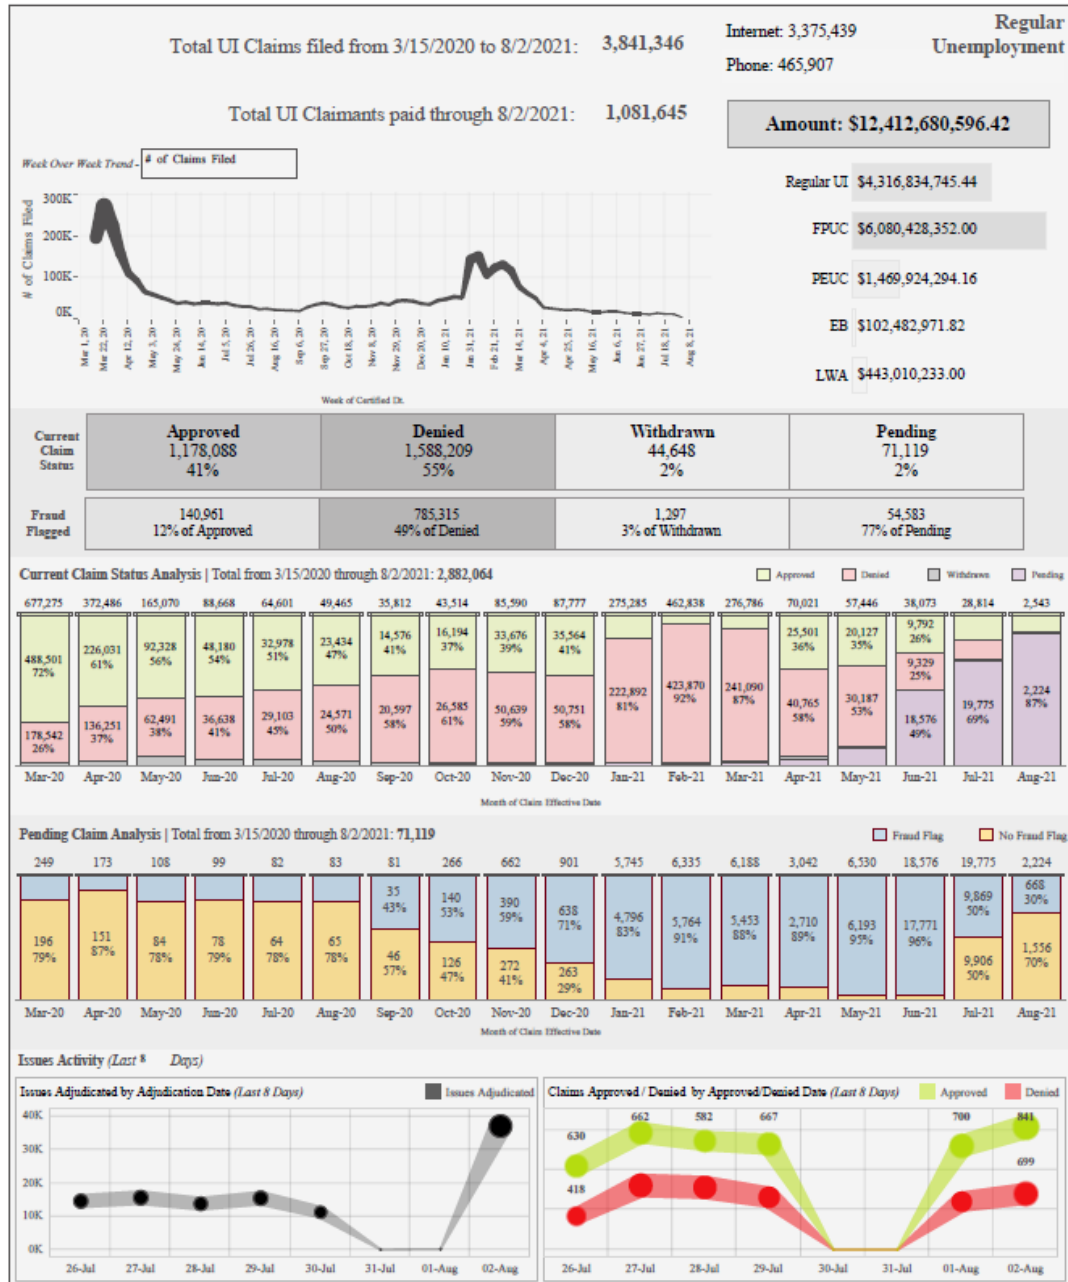 Total UI Claims filed from 3/15/2020 to 8/2/2021: 3,841,346
Internet: 3,375,439
Phone: 465,907
Regular
Unemployment
Total UI Claimants paid through 8/2/2021: 1,081,645
Amount: $12,412,680,596.42
Week Over Week Trend - # of Claims Filed
# of Claims Filed
300K
200K
100K
0K
Mar 1, 20 Mar 22, 20 Apr 12, 20 May 3, 20 May 24, 20 Jun 14, 20 Jul 5, 20 Jul 26, 20 Aug 16, 20 Sep 6, 20 Sep 27, 20 Oct 18, 20 Nov 8, 20 Nov 29, 20 Dec 20, 20 Jan 10, 21 Jan 31, 21 Feb 21, 21 Mar 14, 21 Apr 4, 21 Apr 25, 21 May 16, 21 Jun 6, 21 Jun 27, 21 Jul 18, 21 Aug 8, 21
Week of Certified Dt.
Regular UI $4,316,834,745.44
FPUC $6,080,428,352.00
PEUC $1,469,924,294.16
EB $102,482,971.82
LWA $443,010,233.00
Current
Claim
Status
Approved
1,178,088
41%
Denied
1,588,209
55%
Withdrawn
44,648
2%
Pending
71,119
2%
Fraud
Flagged
140,961
12% of Approved
785,315
49% of Denied
1,297
3% of Withdrawn
54,583
77% of Pending
Current Claim Status Analysis | Total from 3/15/2020 through 8/2/2021: 2,882,064
Approved Denied Withdrawn Pending
677,275 372,486 165,070 88,668 64,601 49,465 35,812 43,514 85,590 87,777 275,285 462,838 276,786 70,021 57,446 38,073 28,814 2,543
488,501
72%
178,542
26%
226,031
61%
136,251
37%
92,328
56%
62,491
38%
48,180
54%
36,638
41%
32,978
51%
29,103
45%
23,434
47%
24,571
50%
14,576
41%
20,597
58%
16,194
37%
26,585
61%
33,676
39%
50,639
59%
35,564
41%
50,751
58%
222,892
81%
423,870
92%
241,090
87%
25,501
36%
40,765
58%
20,127
35%
30,187
53%
9,792
26%
9,329
25%
18,576
49%
19,775
69%
2,224
87%
Mar-20 Apr-20 May-20 Jun-20 Jul-20 Aug-20 Sep-20 Oct-20 Nov-20 Dec-20 Jan-21 Feb-21 Mar-21 Apr-21 May-21 Jun-21 Jul-21 Aug-21
Month of Claim Effective Date
Pending Claim Analysis | Total from 3/15/2020 through 8/2/2021: 71,119
Fraud Flag No Fraud Flag
249 173 108 99 82 83 81 266 662 901 5,745 6,335 6,188 3,042 6,530 18,576 19,775 2,224
196
79%
151
87%
84
78%
78
79%
64
78%
65
78%
35
43%
46
57%
140
53%
126
47%
390
59%
272
41%
638
71%
263
29%
4,796
83%
5,764
91%
5,453
88%
2,710
89%
6,193
95%
17,771
96%
9,869
50%
9,906
50%
668
30%
1,556
70%
Mar-20 Apr-20 May-20 Jun-20 Jul-20 Aug-20 Sep-20 Oct-20 Nov-20 Dec-20 Jan-21 Feb-21 Mar-21 Apr-21 May-21 Jun-21 Jul-21 Aug-21
Month of Claim Effective Date
Issues Activity (Last 8 Days)
Issues Adjudicated by Adjudication Date (Last 8 Days)
Issues Adjudicated
40K
30K
20K
10K
0K
26-Jul 27-Jul 28-Jul 29-Jul 30-Jul 31-Jul 01-Aug 02-Aug
Claims Approved / Denied by Approved/Denied Date (Last 8 Days)
Approved Denied
630 662 582 667 700 841
418 699
26-Jul 27-Jul 28-Jul 29-Jul 30-Jul 31-Jul 01-Aug 02-Aug